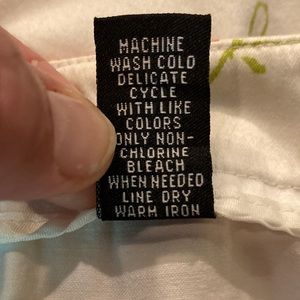 MACHINE
WASH COLD
DELICATE
CYCLE
WITH LIKE
COLORS
ONLY NON-
CHLORINE
BLEACH
WHEN NEEDED
LINE DRY
WARM IRON